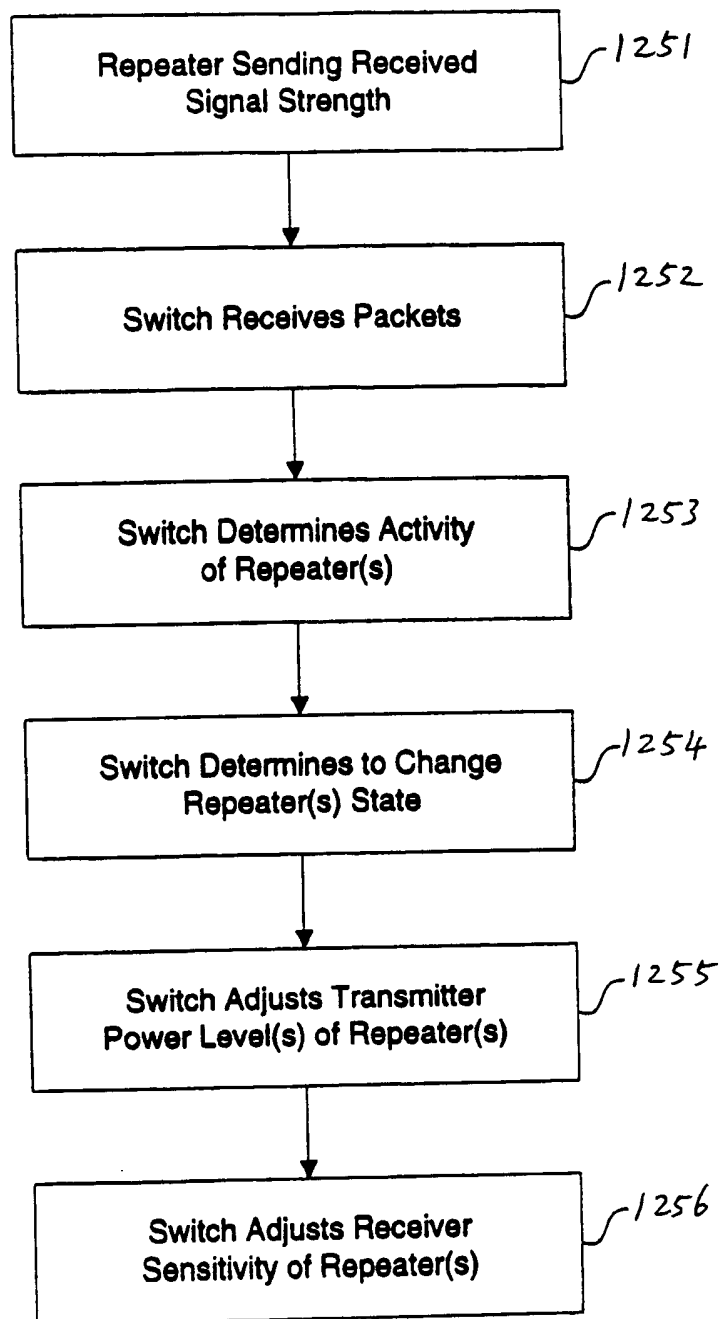 Repeater Sending Received
Signal Strength
1251
Switch Receives Packets
1252
Switch Determines Activity
of Repeater(s)
1253
Switch Determines to Change
Repeater(s) State
1254
Switch Adjusts Transmitter
Power Level(s) of Repeater(s)
1255
Switch Adjusts Receiver
Sensitivity of Repeater(s)
1256